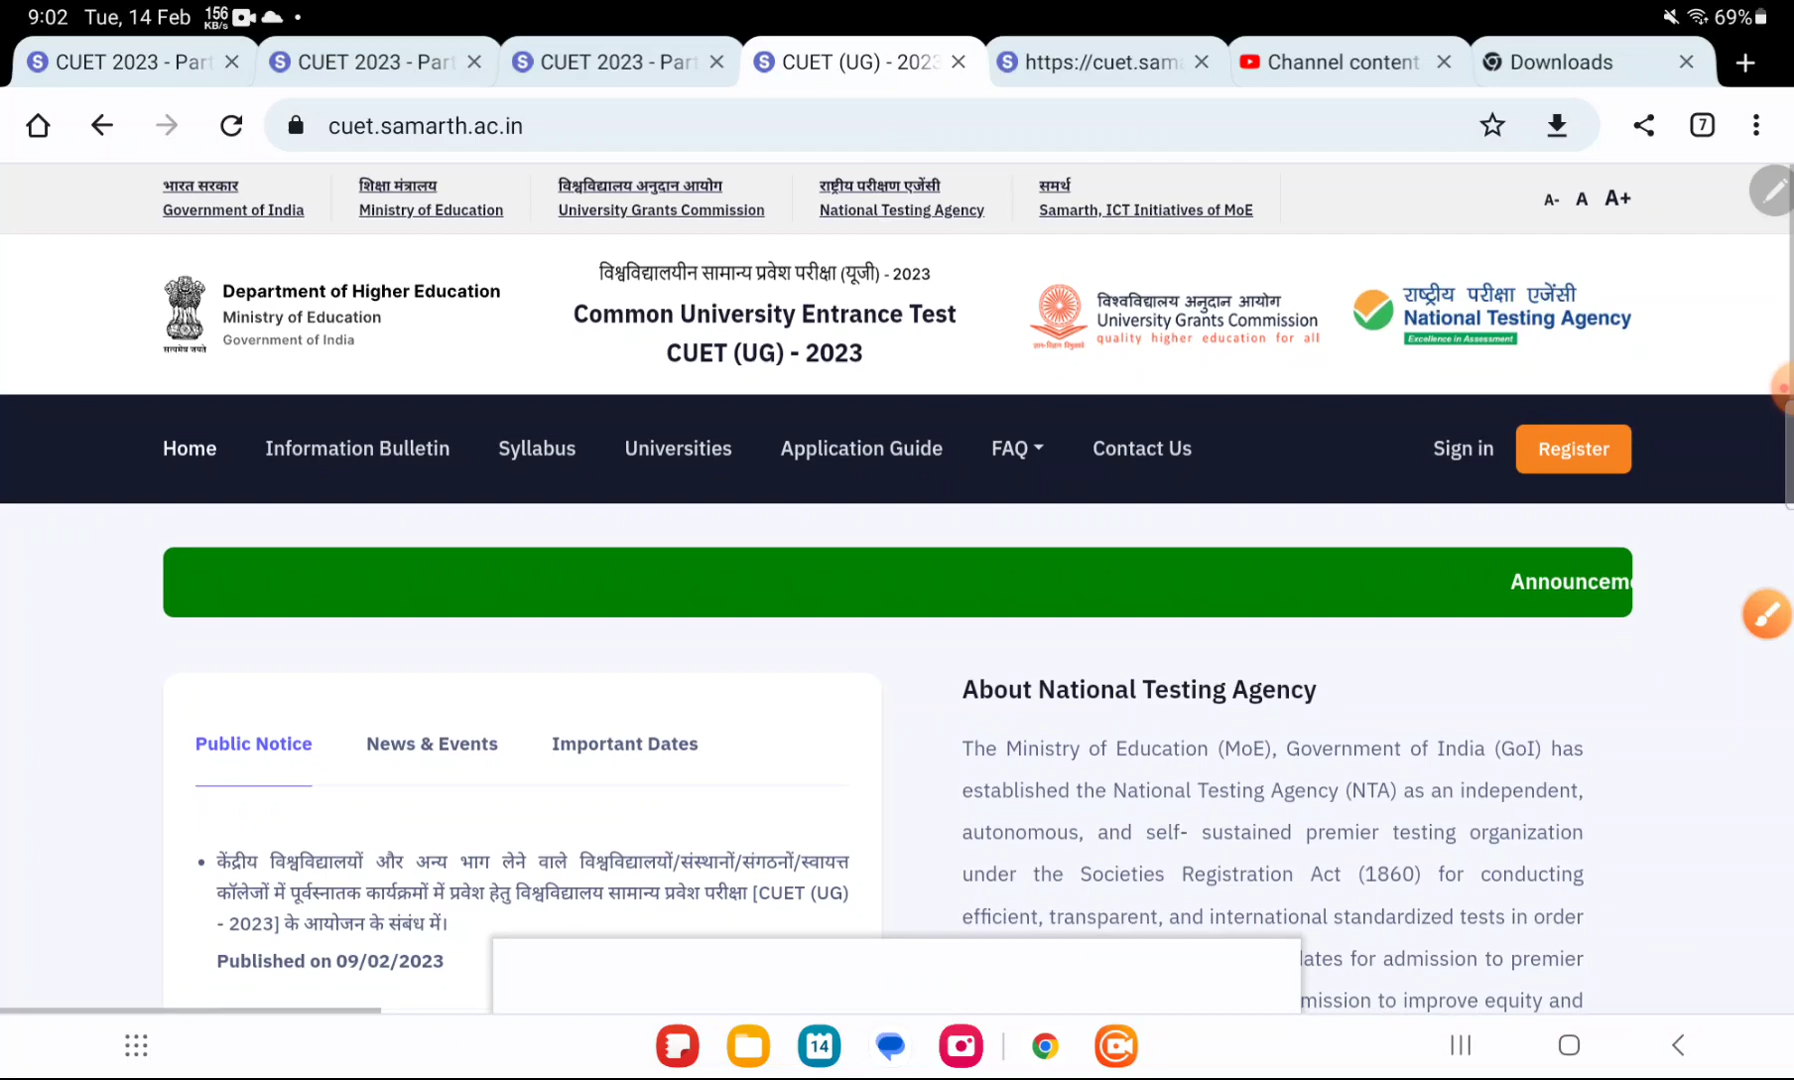 9:02 Tue, 14 Feb 156 KB/s 69%
CUET 2023 - Part
CUET 2023 - Par
CUET 2023 - Par
CUET (UG) - 2023
https://cuet.sam
Channel content
Downloads
cuet.samarth.ac.in
7
भारत सरकार
Government of India
शिक्षा मंत्रालय
Ministry of Education
विश्वविद्यालय अनुदान आयोग
University Grants Commission
राष्ट्रीय परीक्षण एजेंसी
National Testing Agency
समर्थ
Samarth, ICT Initiatives of MoE
A- A A+
सत्यमेव जयते
Department of Higher Education
Ministry of Education
Government of India
विश्वविद्यालयीन सामान्य प्रवेश परीक्षा (यूजी) - 2023
Common University Entrance Test
CUET (UG) - 2023
विश्वविद्यालय अनुदान आयोग
University Grants Commission
quality higher education for all
राष्ट्रीय परीक्षा एजेंसी
National Testing Agency
Excellence in Assessment
Home Information Bulletin Syllabus Universities Application Guide FAQ Contact Us Sign in Register
Announcem
Public Notice News & Events Important Dates
• केंद्रीय विश्वविद्यालयों और अन्य भाग लेने वाले विश्वविद्यालयों/संस्थानों/संगठनों/स्वायत्त
कॉलेजों में पूर्वस्नातक कार्यक्रमों में प्रवेश हेतु विश्वविद्यालय सामान्य प्रवेश परीक्षा [CUET (UG)
- 2023] के आयोजन के संबंध में।
Published on 09/02/2023
About National Testing Agency
The Ministry of Education (MoE), Government of India (GoI) has
established the National Testing Agency (NTA) as an independent,
autonomous, and self- sustained premier testing organization
under the Societies Registration Act (1860) for conducting
efficient, transparent, and international standardized tests in order
lates for admission to premier
mission to improve equity and
14